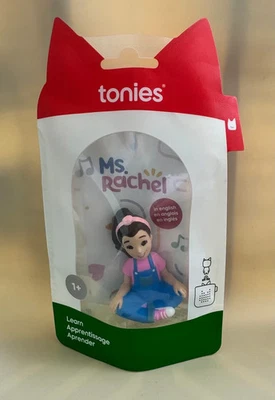 tonies®
Ms.
Rachel
in english
en anglais
en inglés
1+
Learn
Apprentissage
Aprender